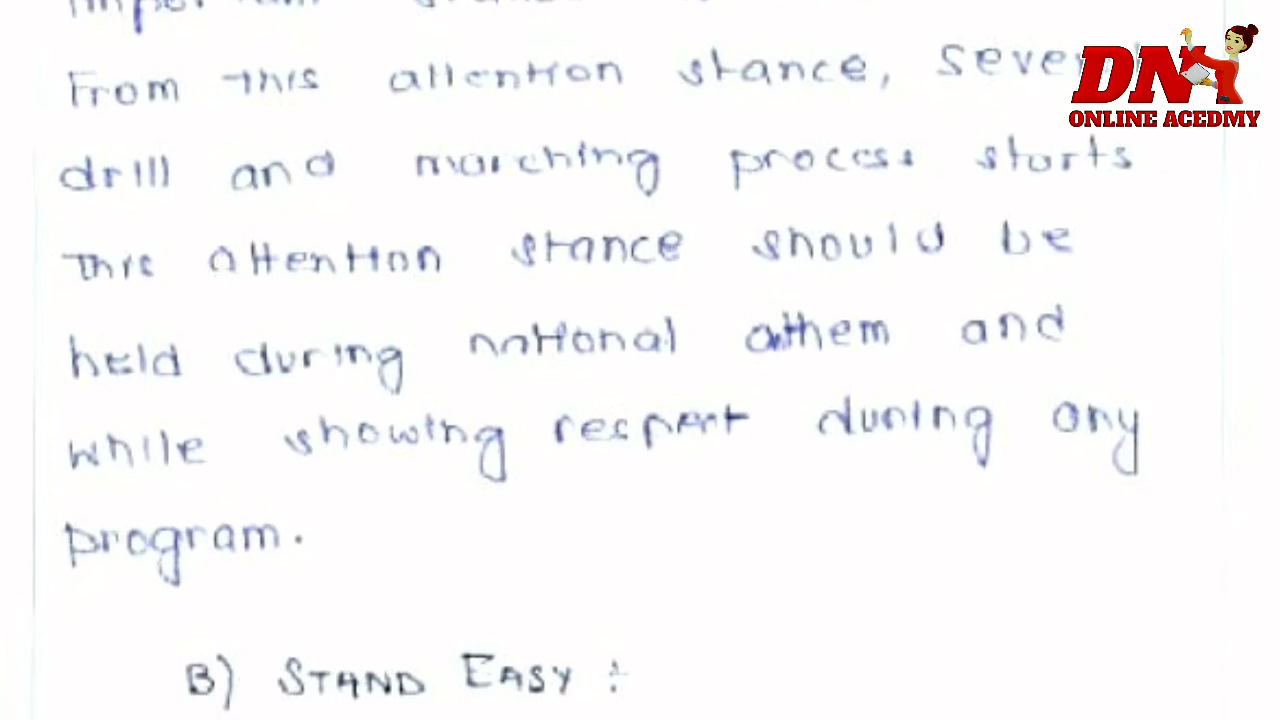 From this attention stance,
DN
ONLINE ACEDMY
drill and marching process starts
This attention stance should be
held during national anthem and
while showing respect during any
program.
B) STAND EASY :